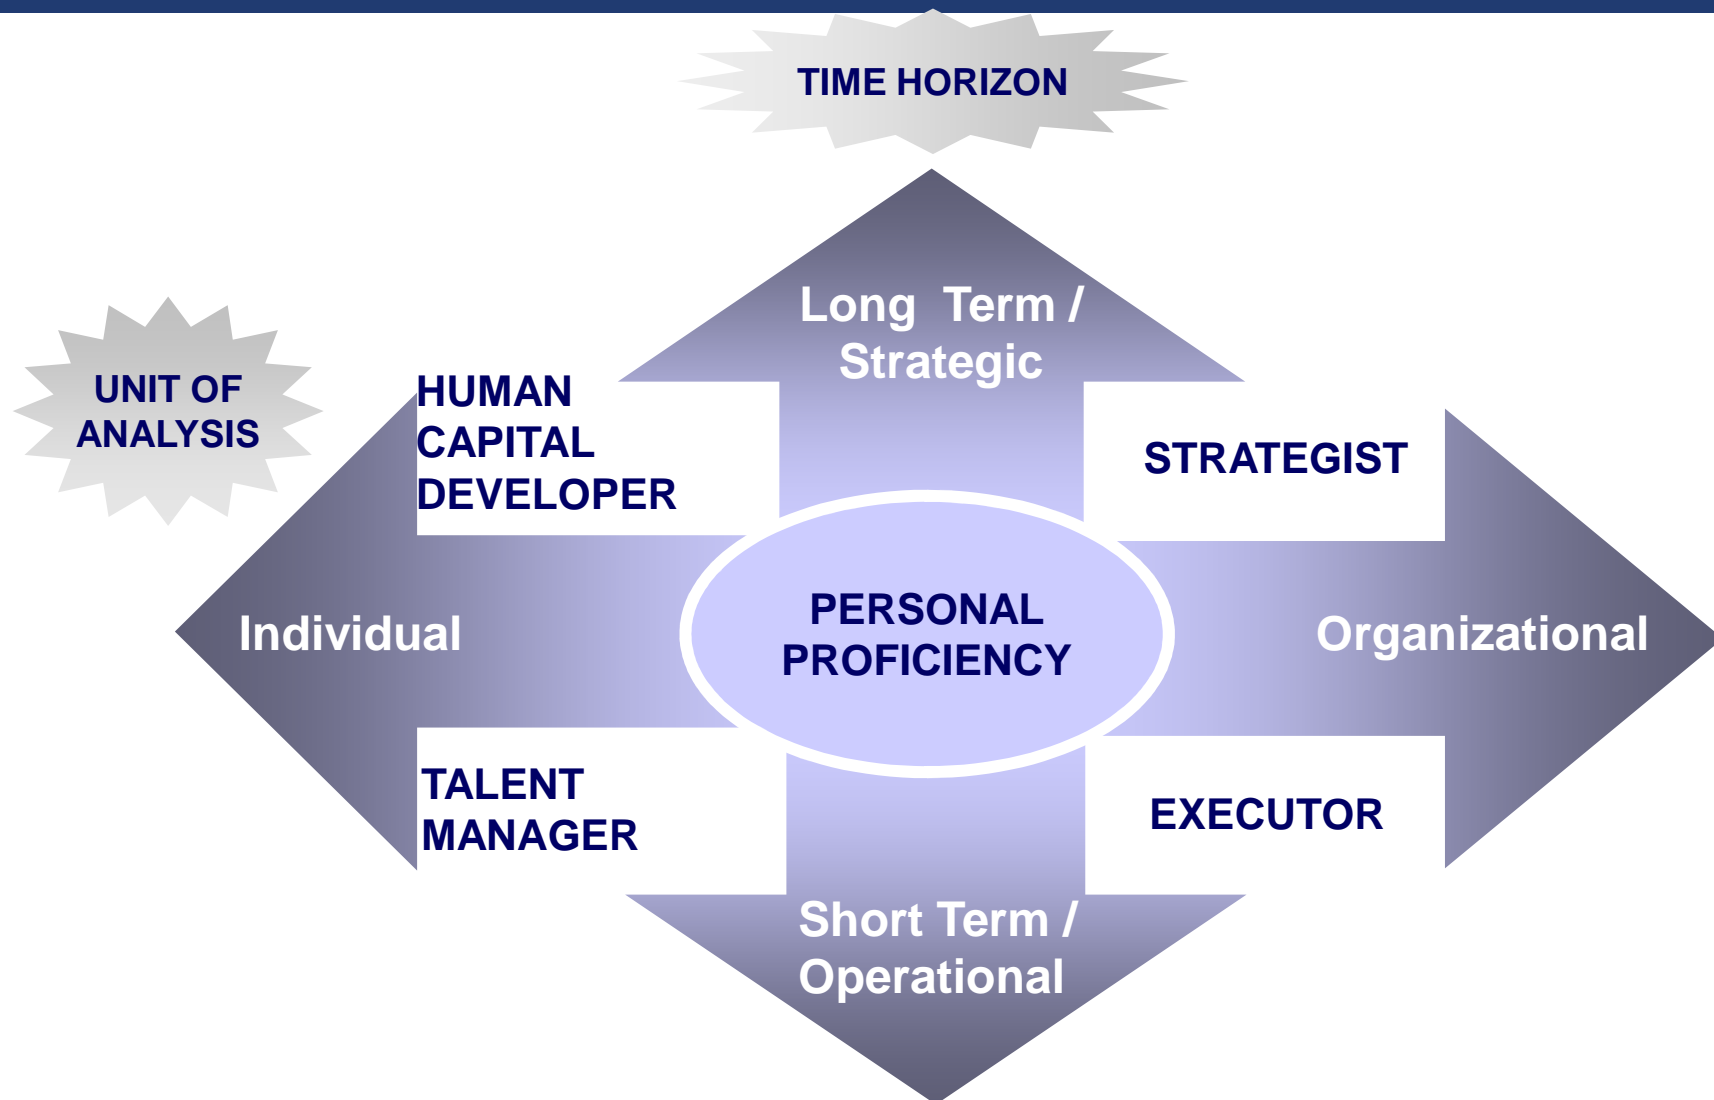 TIME HORIZON
Long  Term /
Strategic
UNIT OF
ANALYSIS
HUMAN
CAPITAL
DEVELOPER
STRATEGIST
Individual
PERSONAL
PROFICIENCY
Organizational
TALENT
MANAGER
EXECUTOR
Short Term /
Operational